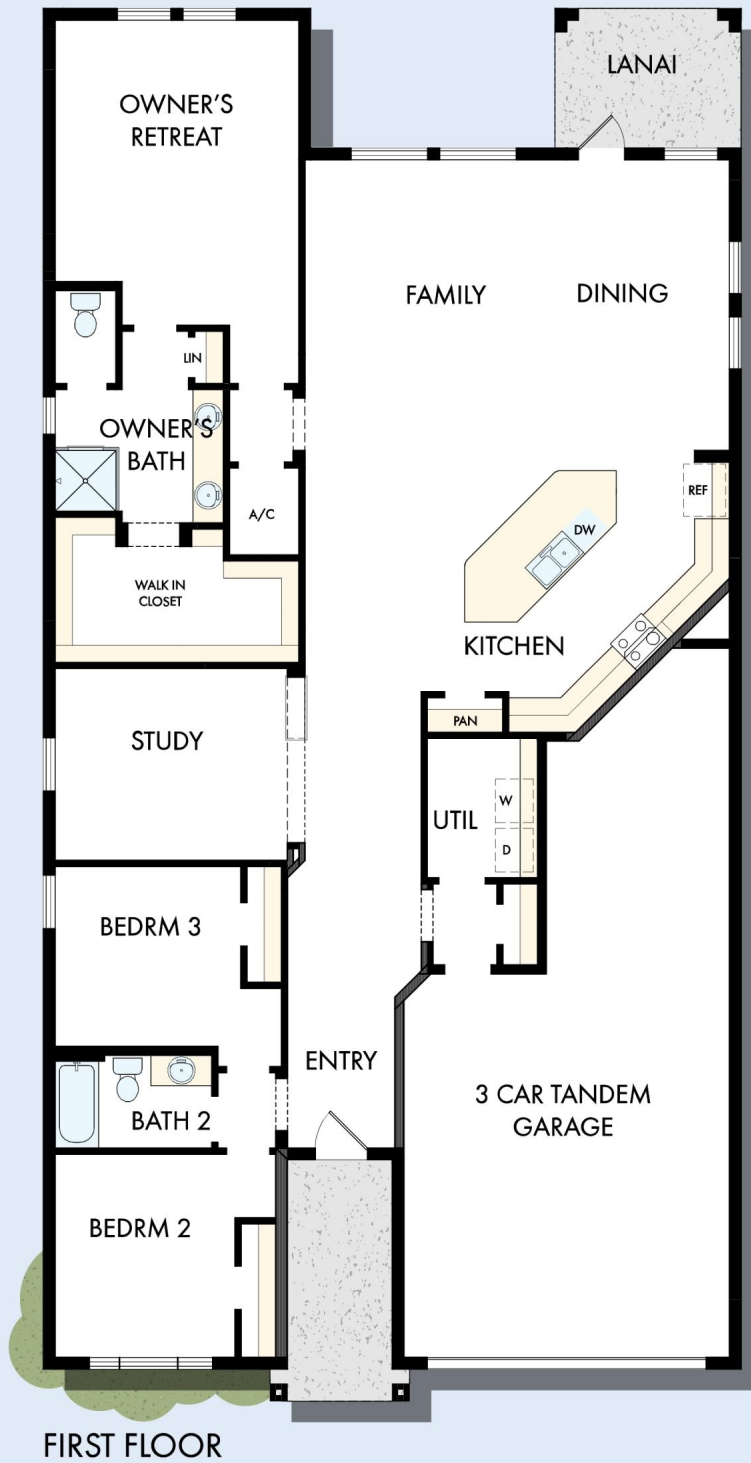 LANAI
OWNER'S
RETREAT
FAMILY
DINING
LIN
OWNER'S
BATH
A/C
REF
DW
WALK IN
CLOSET
KITCHEN
PAN
STUDY
W
UTIL
D
BEDRM 3
ENTRY
3 CAR TANDEM
GARAGE
BATH 2
BEDRM 2
FIRST FLOOR